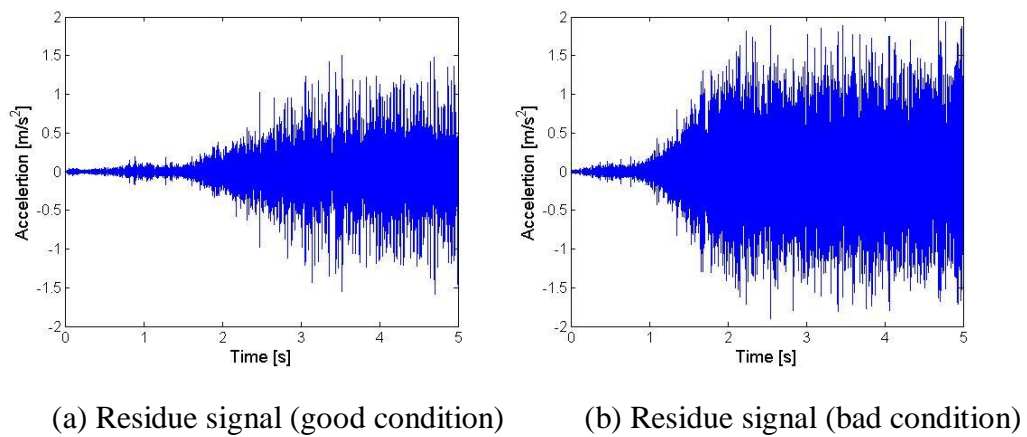 2
1.5
1
0.5
0
-0.5
-1
-1.5
-2
Accelertion [m/s²]
0 1 2 3 4 5
Time [s]
2
1.5
1
0.5
0
-0.5
-1
-1.5
-2
Accelertion [m/s²]
0 1 2 3 4 5
Time [s]
(a) Residue signal (good condition)
(b) Residue signal (bad condition)